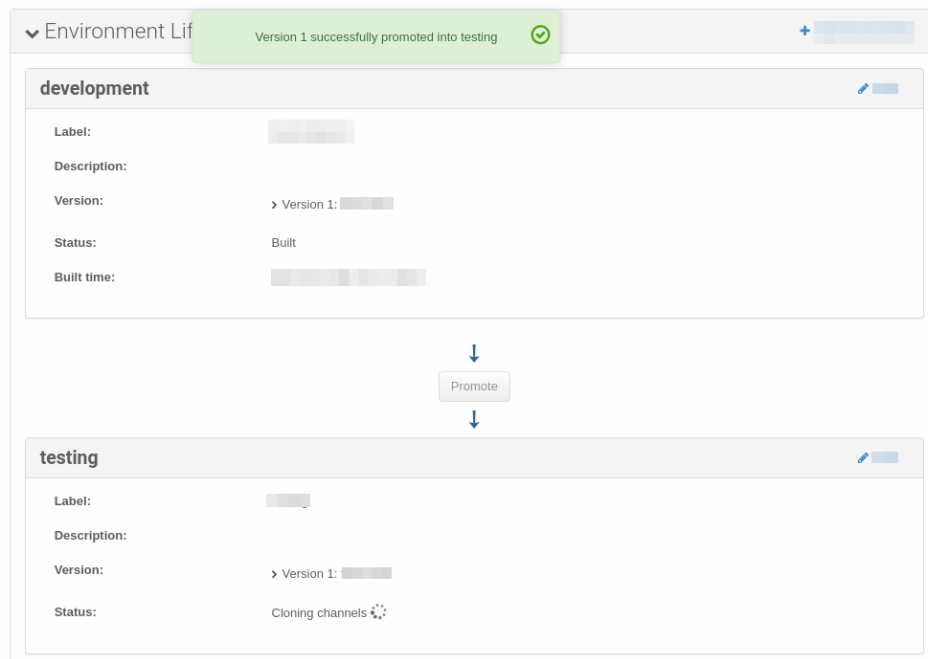 Environment Lif
Version 1 successfully promoted into testing
development
Label:
Description:
Version:
Version 1:
Status:
Built
Built time:
Promote
testing
Label:
Description:
Version:
Version 1:
Status:
Cloning channels